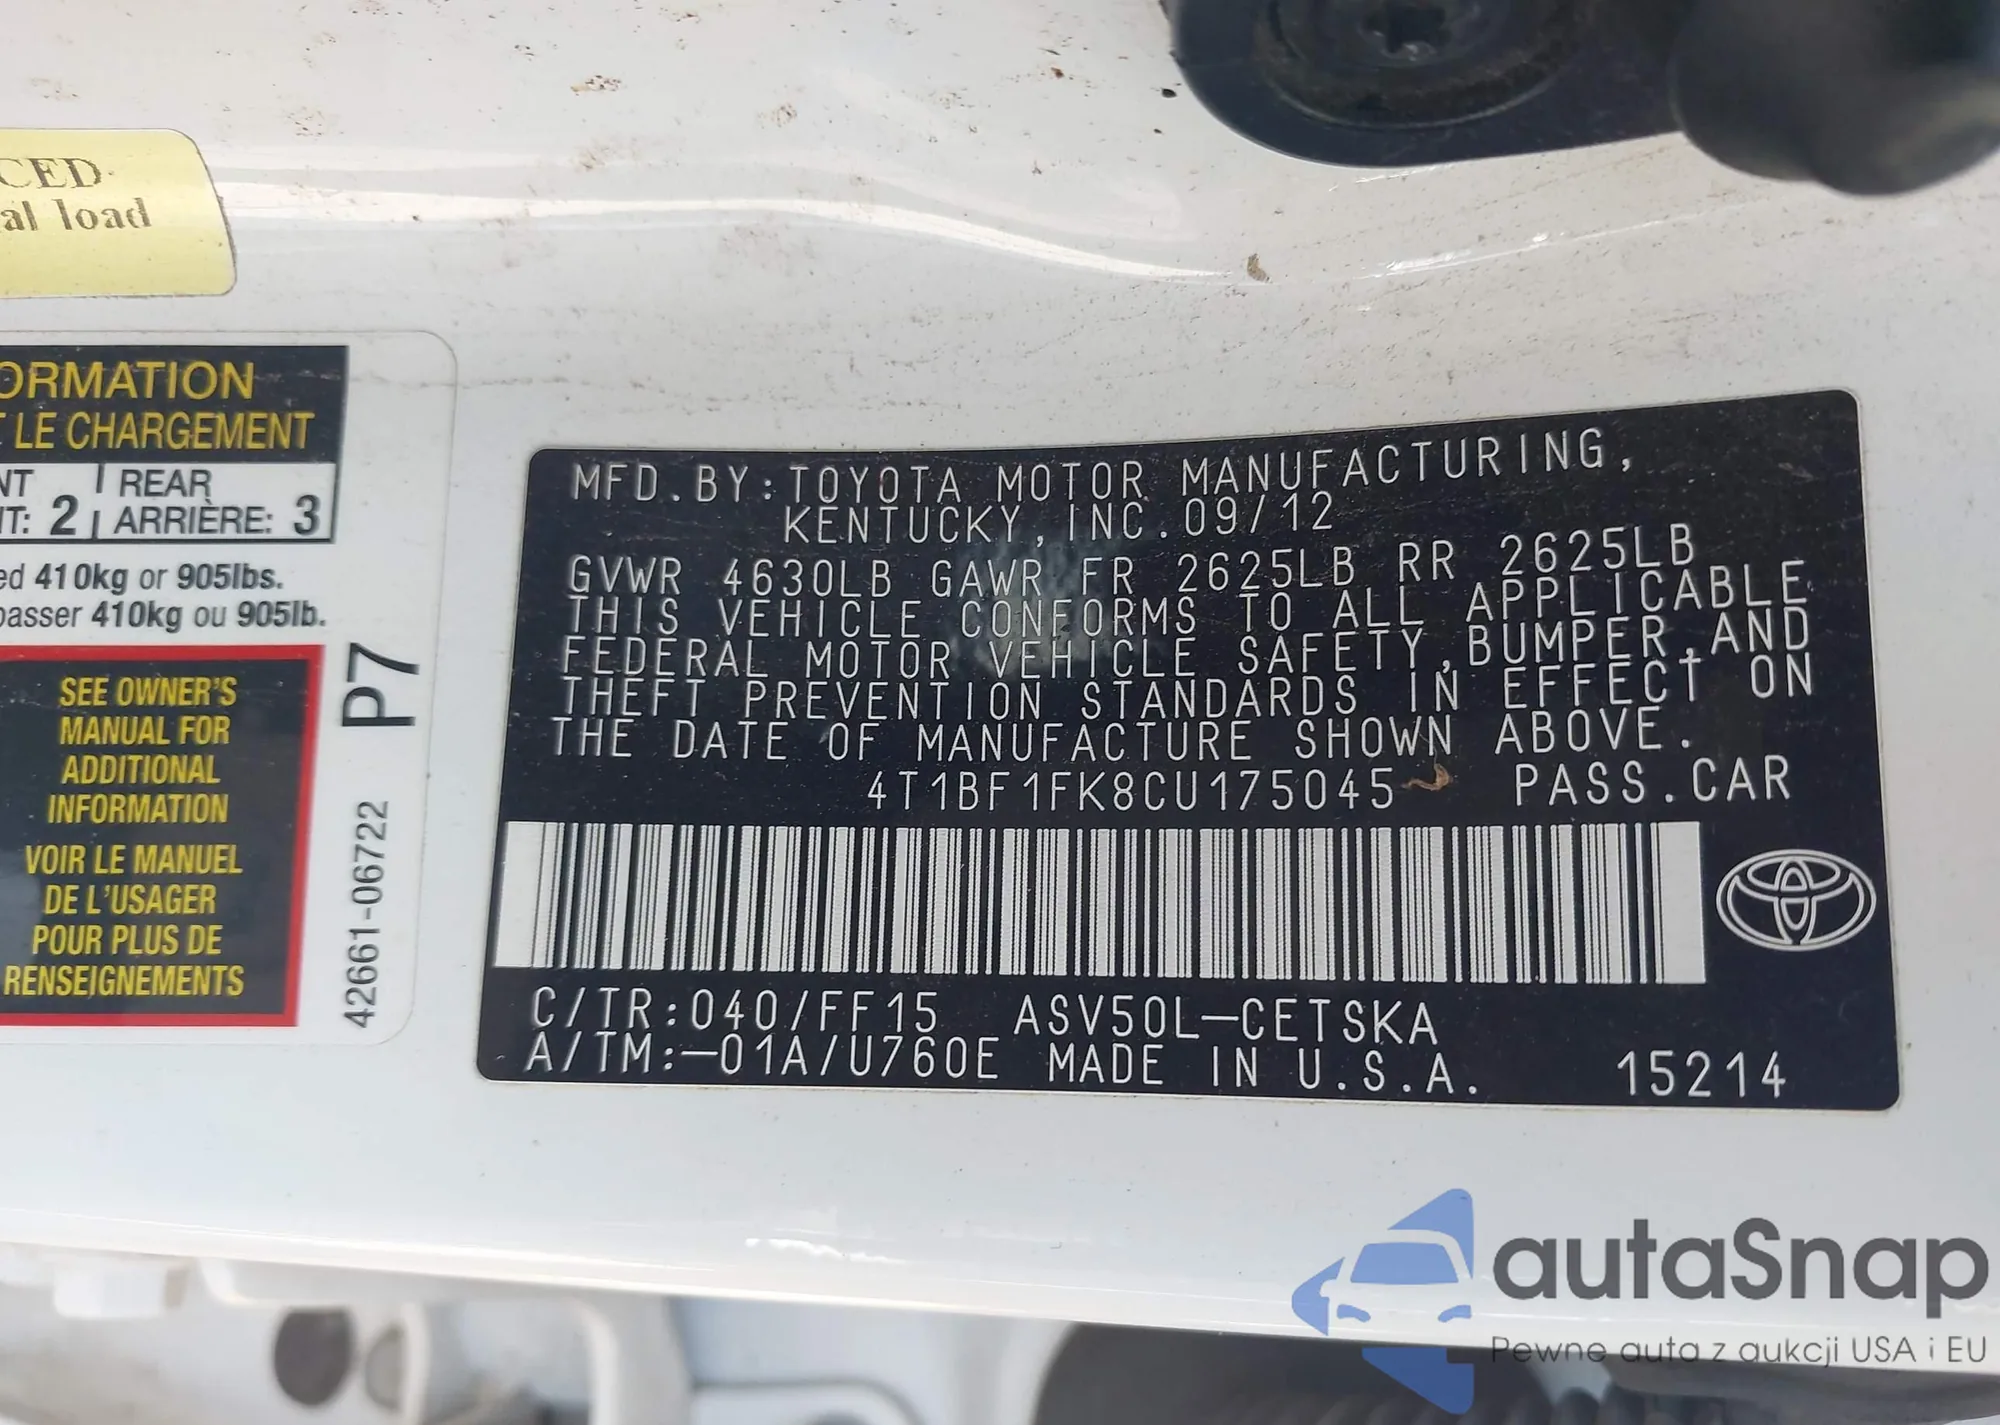 CED
al load
ORMATION
LE CHARGEMENT
NT REAR
IT: 2 ARRIÈRE: 3
ed 410kg or 905lbs.
passer 410kg ou 905lb.
SEE OWNER'S
MANUAL FOR
ADDITIONAL
INFORMATION
VOIR LE MANUEL
DE L'USAGER
POUR PLUS DE
RENSEIGNEMENTS
P7
42661-06722
MFD.BY:TOYOTA MOTOR MANUFACTURING,
KENTUCKY, INC. 09/12
GVWR 4630LB GAWR FR 2625LB RR 2625LB
THIS VEHICLE CONFORMS TO ALL APPLICABLE
FEDERAL MOTOR VEHICLE SAFETY,BUMPER,AND
THEFT PREVENTION STANDARDS IN EFFECT ON
THE DATE OF MANUFACTURE SHOWN ABOVE.
4T1BF1FK8CU175045 PASS.CAR
C/TR:040/FF15 ASV50L-CETSKA
A/TM:-01A/U760E MADE IN U.S.A. 15214
autaSnap
Pewne auta z aukcji USA i EU